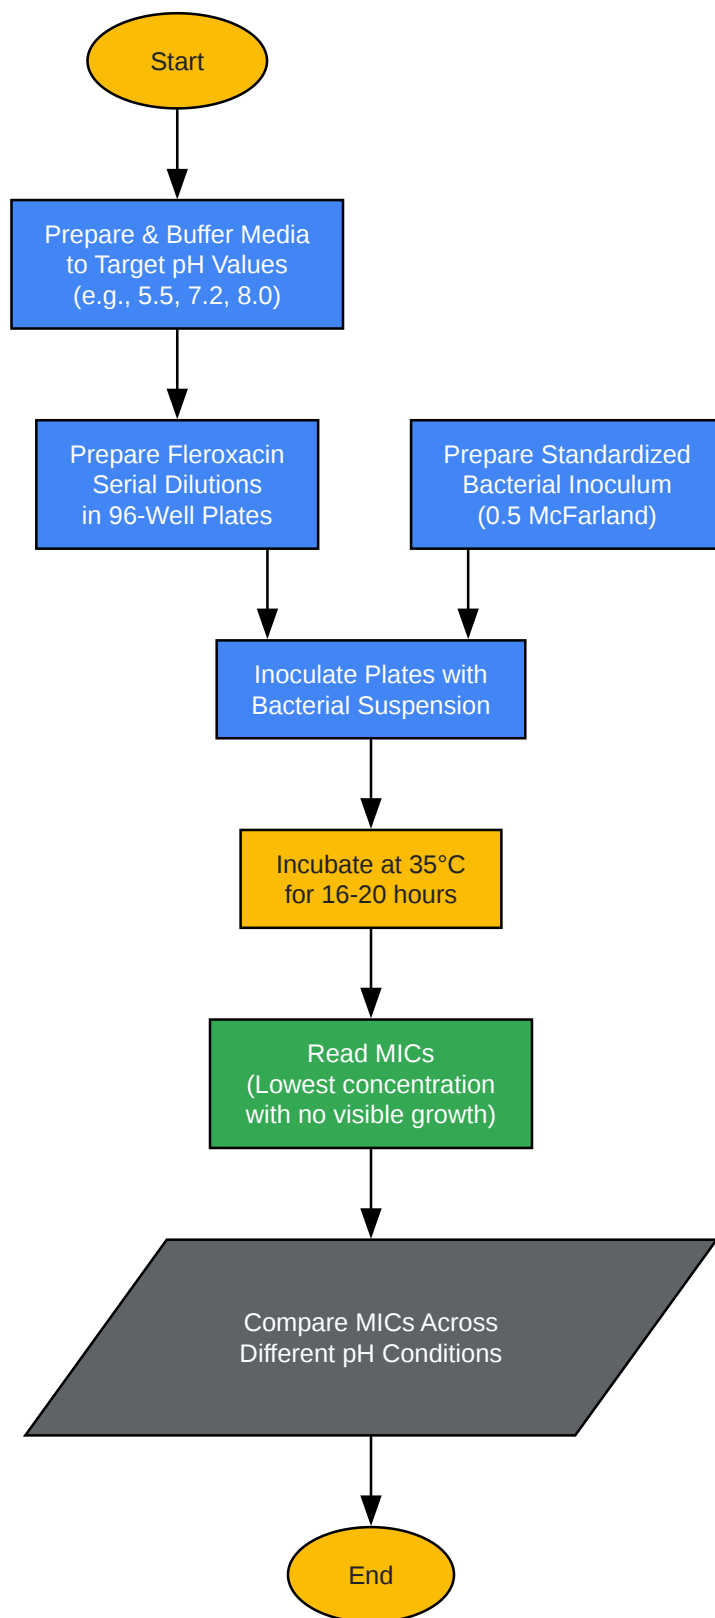 Start
Prepare & Buffer Media
to Target pH Values
(e.g., 5.5, 7.2, 8.0)
Prepare Fleroxacin
Serial Dilutions
in 96-Well Plates
Prepare Standardized
Bacterial Inoculum
(0.5 McFarland)
Inoculate Plates with
Bacterial Suspension
Incubate at 35°C
for 16-20 hours
Read MICs
(Lowest concentration
with no visible growth)
Compare MICs Across
Different pH Conditions
End